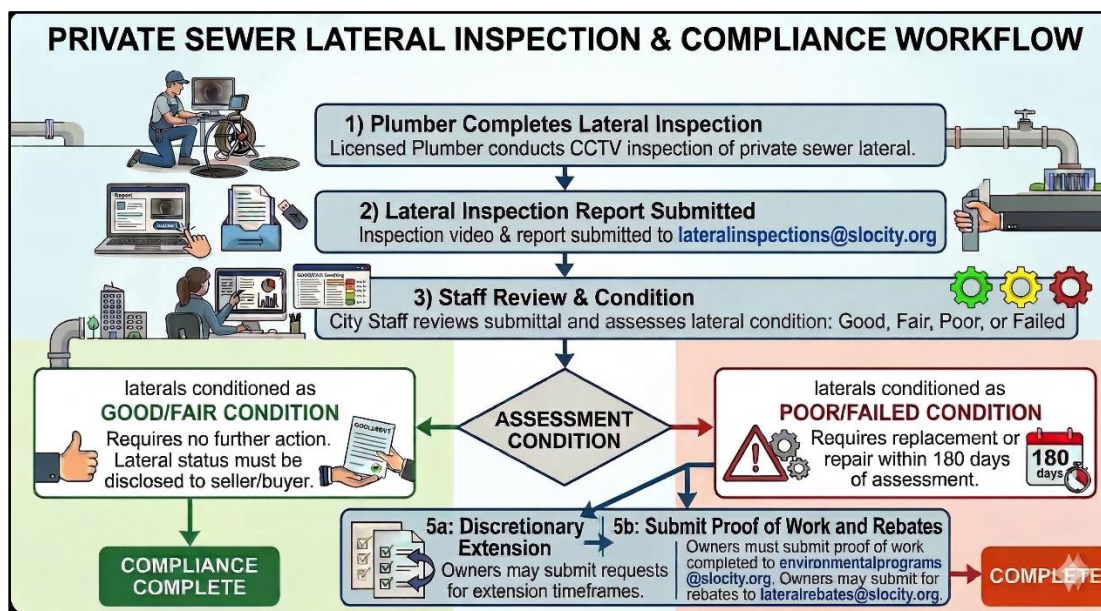 PRIVATE SEWER LATERAL INSPECTION & COMPLIANCE WORKFLOW
1) Plumber Completes Lateral Inspection
Licensed Plumber conducts CCTV inspection of private sewer lateral.
Report
2) Lateral Inspection Report Submitted
Inspection video & report submitted to lateralinspections@slocity.org
3) Staff Review & Condition
City Staff reviews submittal and assesses lateral condition: Good, Fair, Poor, or Failed
laterals conditioned as
GOOD/FAIR CONDITION
Requires no further action.
Lateral status must be
disclosed to seller/buyer.
ASSESSMENT
CONDITION
laterals conditioned as
POOR/FAILED CONDITION
Requires replacement or
repair within 180 days
of assessment.
180
days
COMPLIANCE
COMPLETE
5a: Discretionary
Extension
Owners may submit requests
for extension timeframes.
5b: Submit Proof of Work and Rebates
Owners must submit proof of work
completed to environmentalprograms
@slocity.org, Owners may submit for
rebates to lateralrebates@slocity.org.
COMPLETE